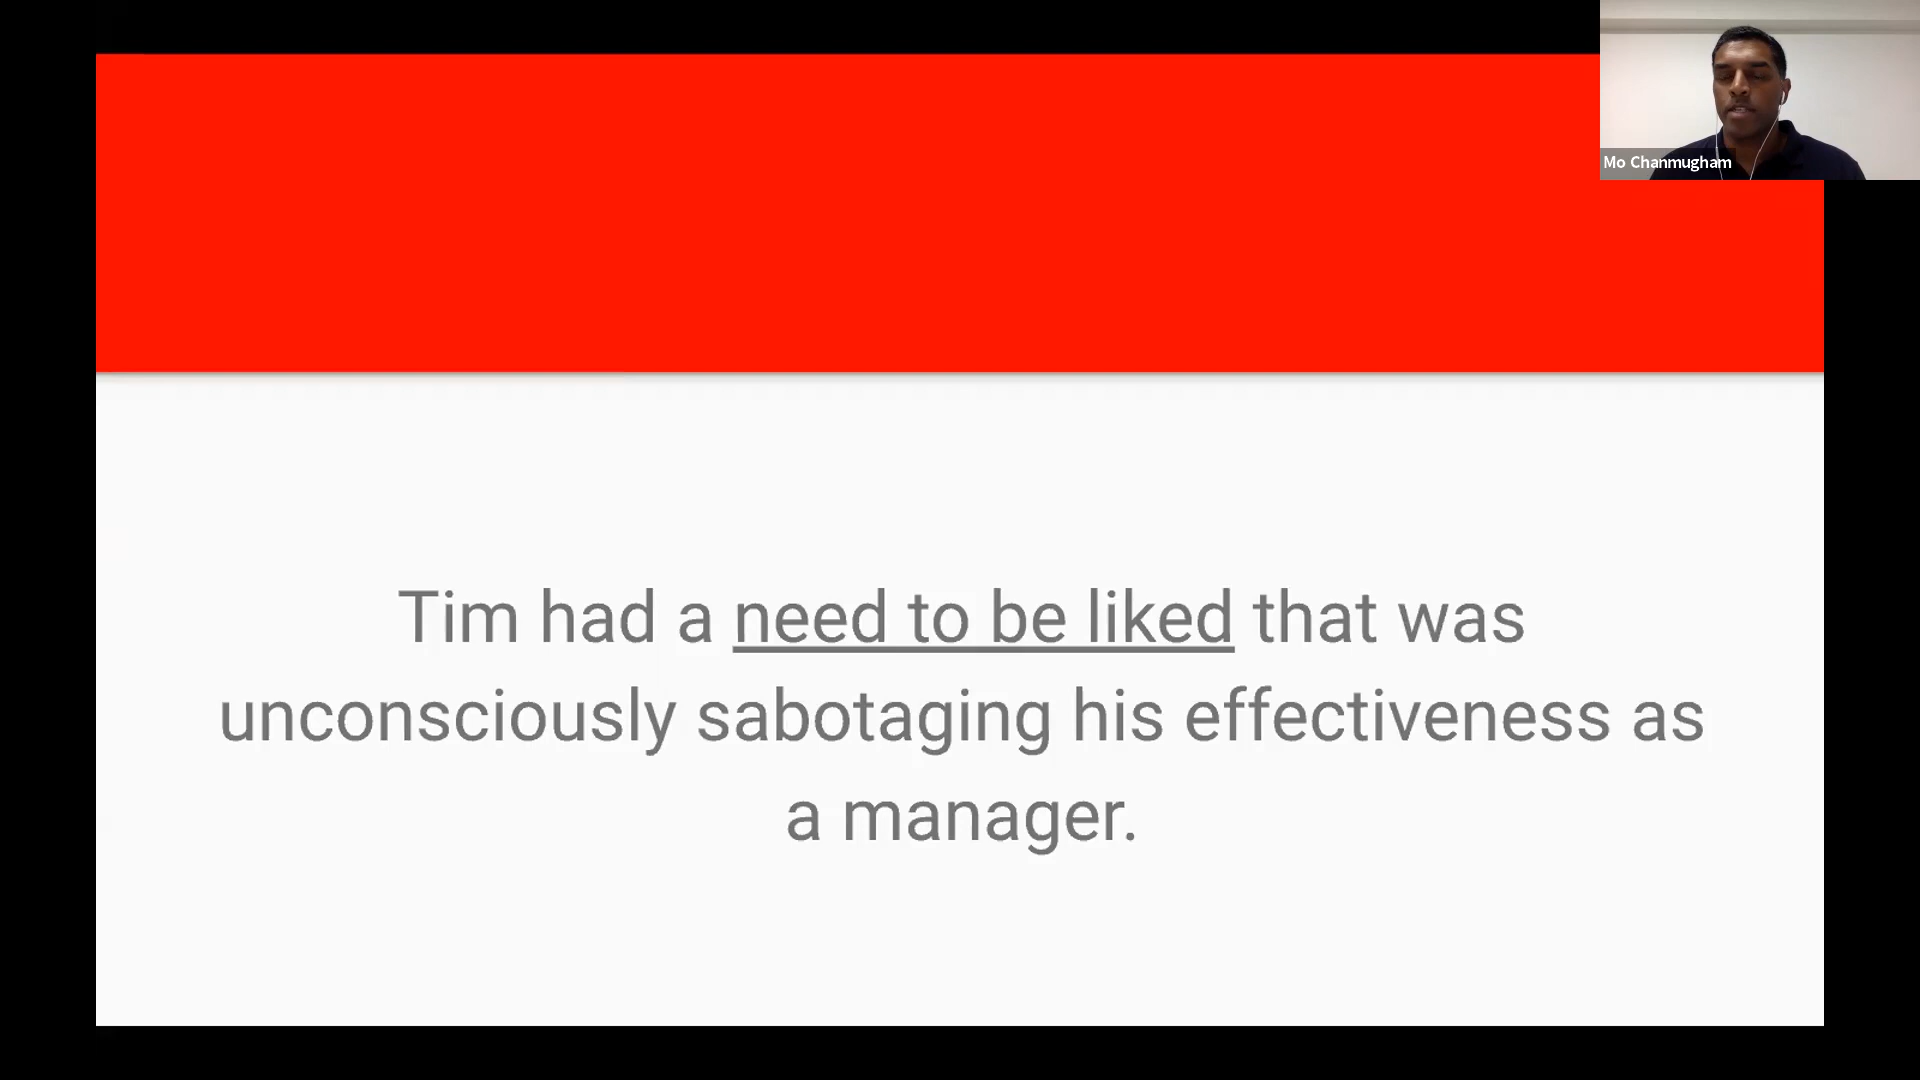 Mo Chanmugham
Tim had a need to be liked that was
unconsciously sabotaging his effectiveness as
a manager.